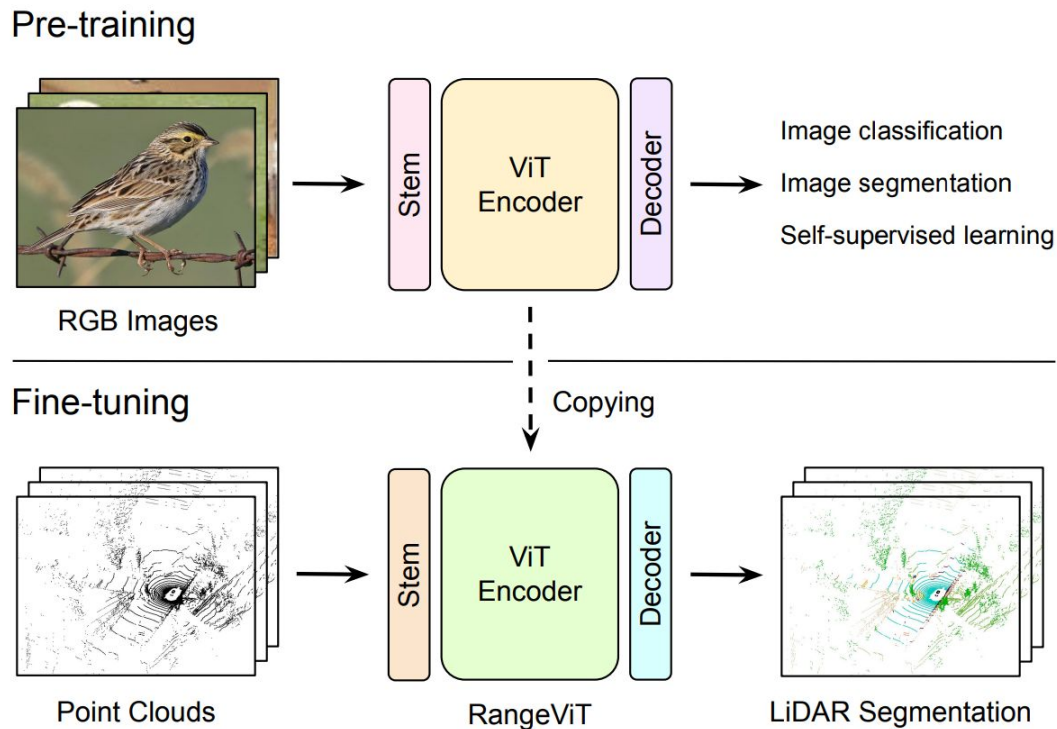 Pre-training
Stem
ViT
Encoder
Decoder
Image classification
Image segmentation
Self-supervised learning
RGB Images
Fine-tuning
Copying
Stem
ViT
Encoder
Decoder
Point Clouds
RangeViT
LiDAR Segmentation